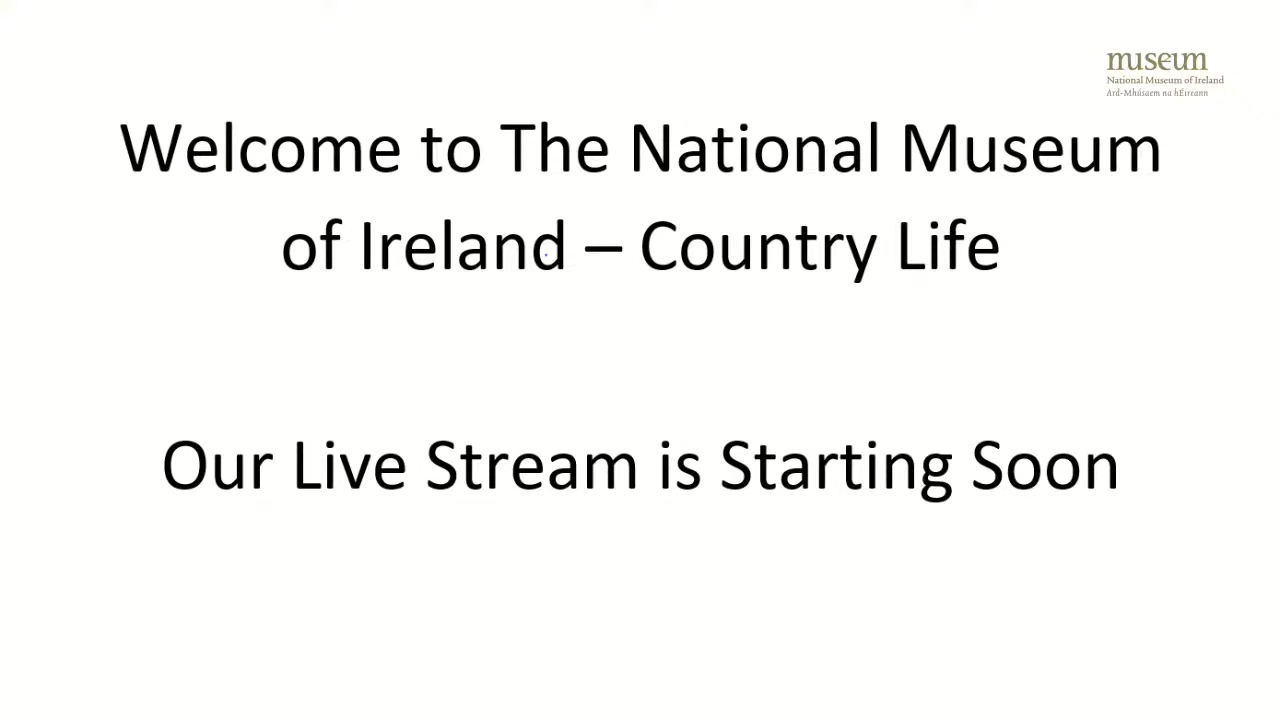 museum
National Museum of Ireland
Ard-Mhúsaem na hÉireann
Welcome to The National Museum
of Ireland – Country Life
Our Live Stream is Starting Soon